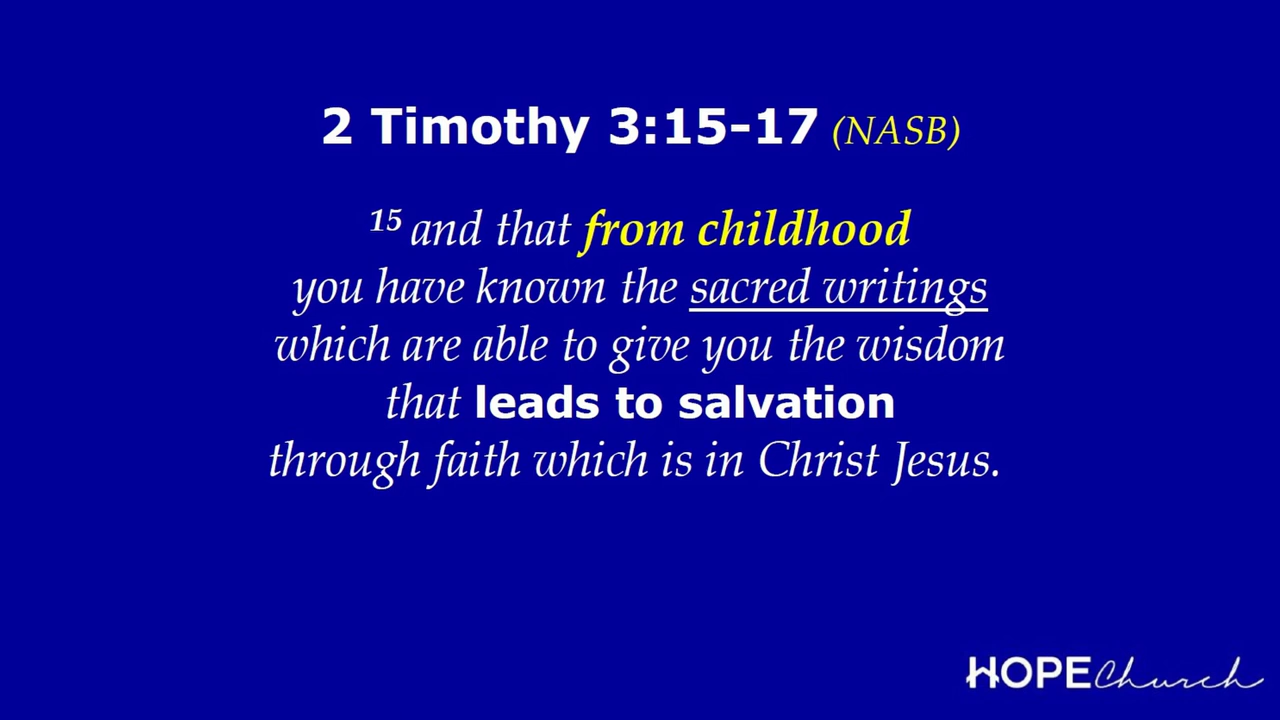 2 Timothy 3:15-17 (NASB)
15 and that from childhood
you have known the sacred writings
which are able to give you the wisdom
that leads to salvation
through faith which is in Christ Jesus.
HOPE Church